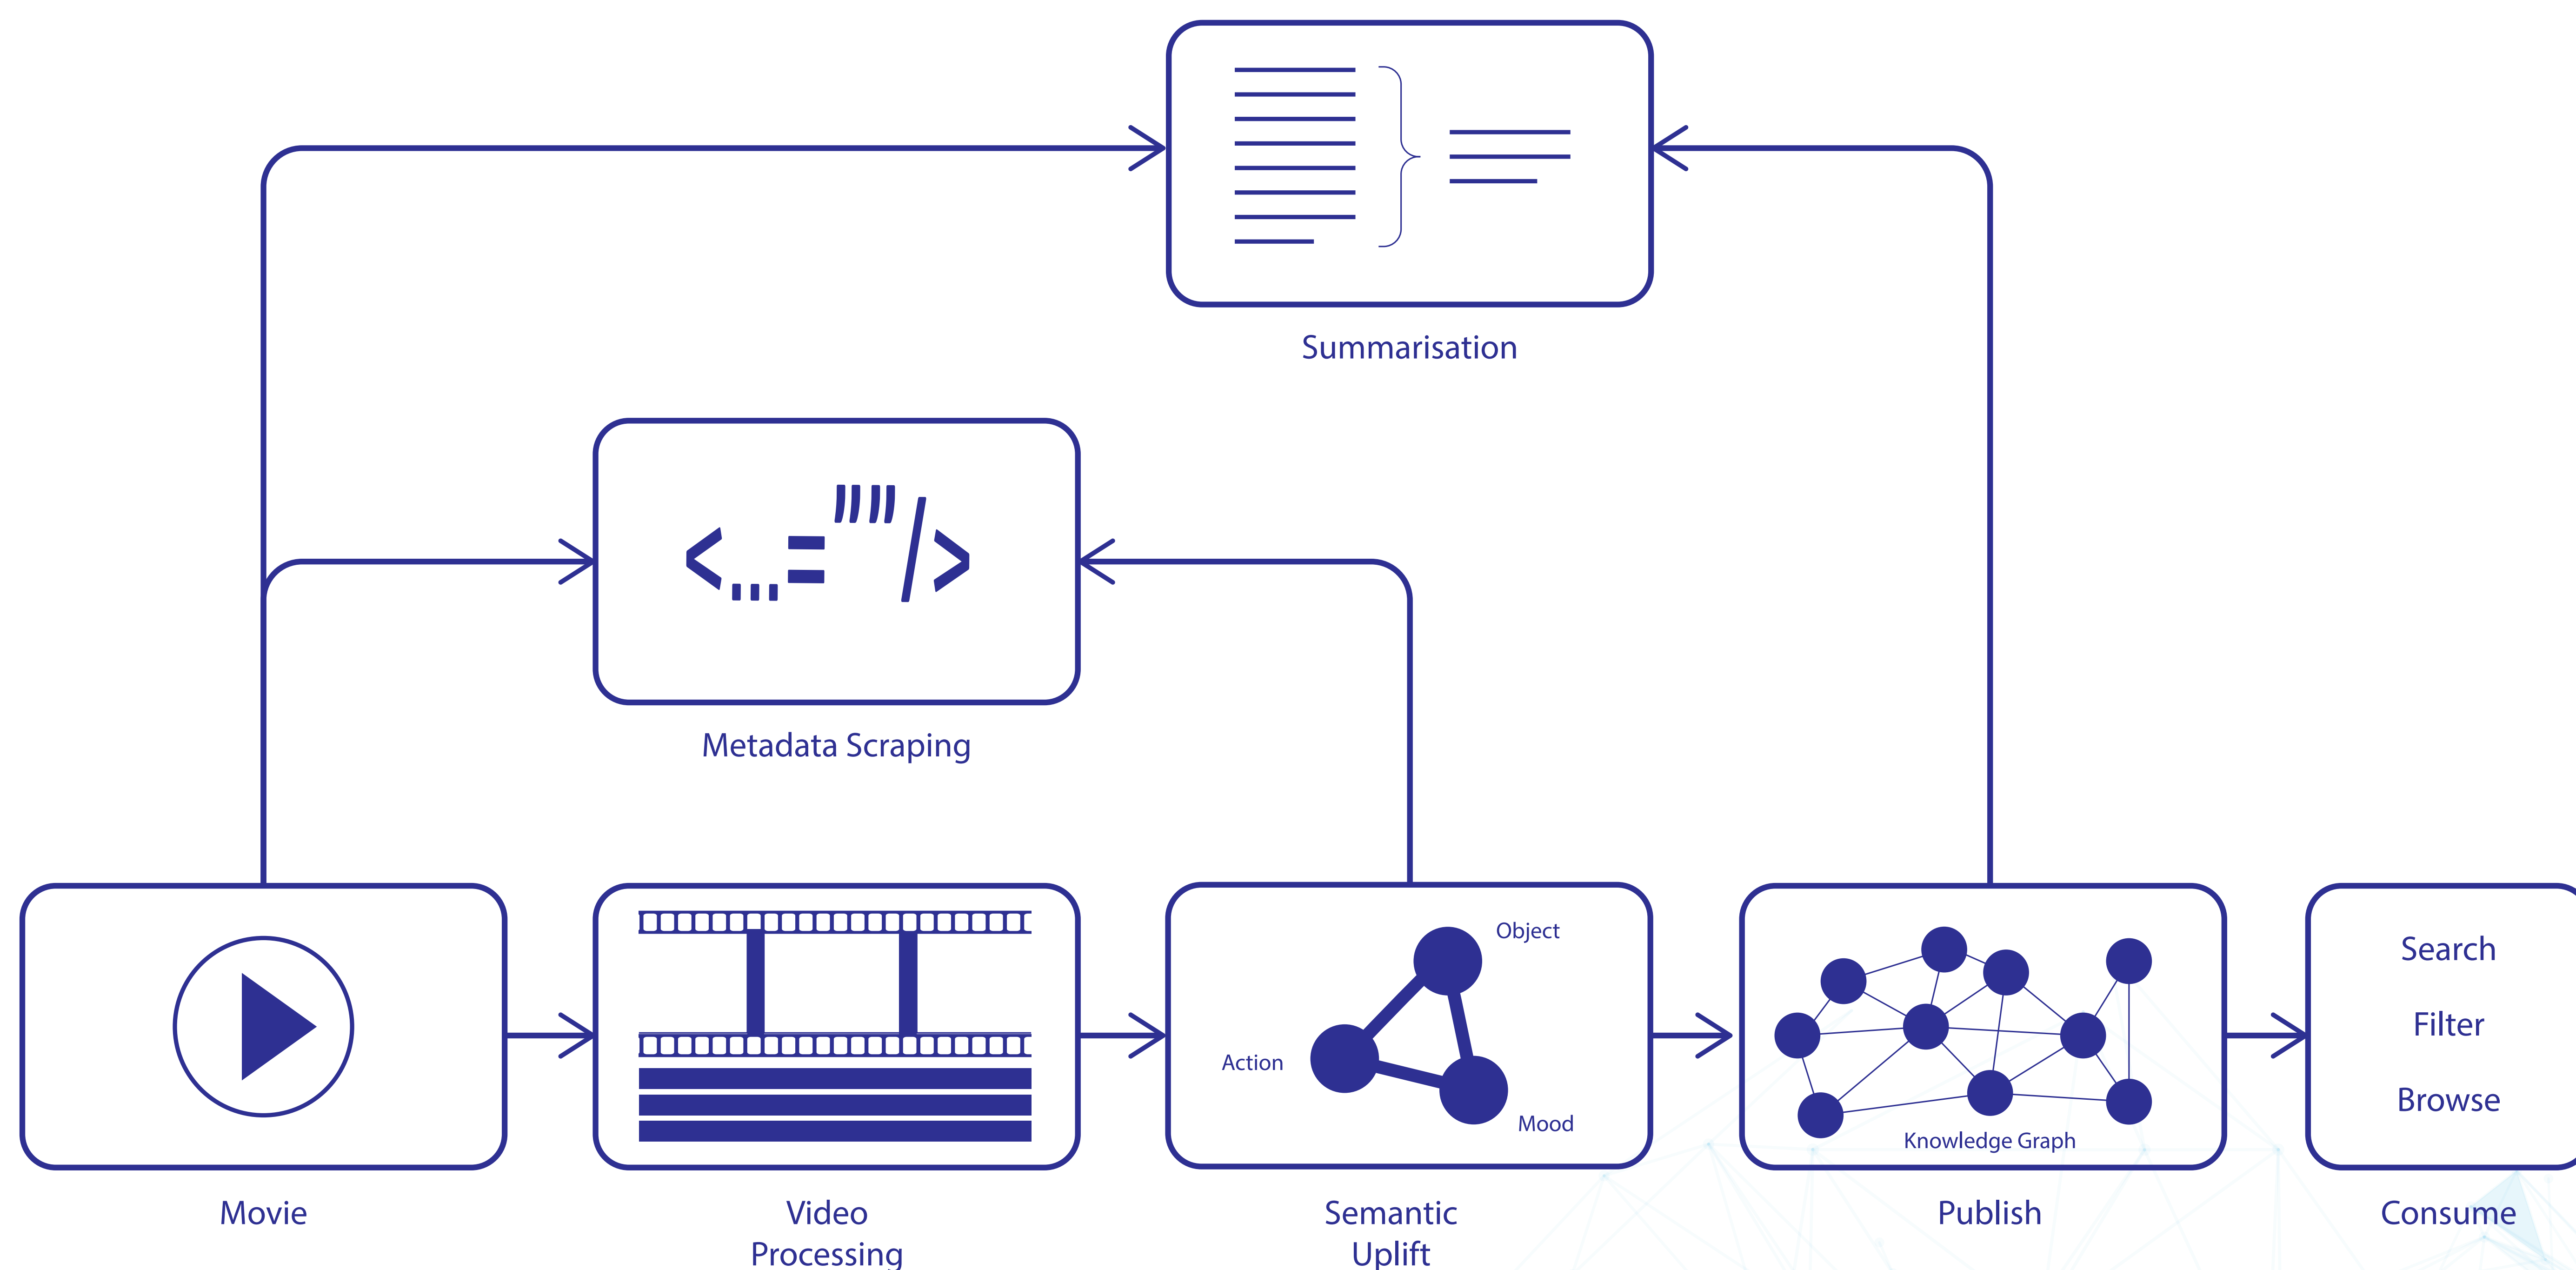 Summarisation
<...=""/>
Metadata Scraping
Object
Action
Mood
Knowledge Graph
Search
Filter
Browse
Movie
Video
Processing
Semantic
Uplift
Publish
Consume